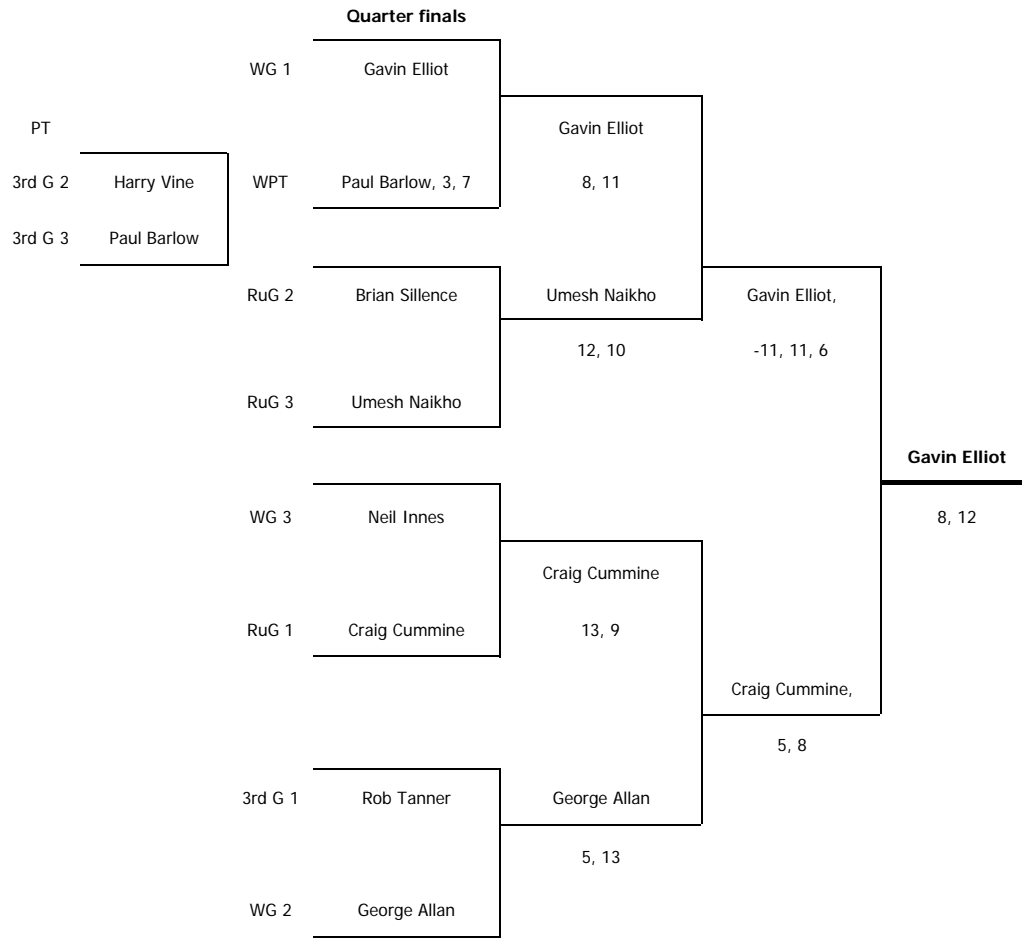 Quarter finals
WG 1 Gavin Elliot
PT Gavin Elliot
3rd G 2 Harry Vine WPT Paul Barlow, 3, 7 8, 11
3rd G 3 Paul Barlow
RuG 2 Brian Sillence Umesh Naikho Gavin Elliot,
12, 10 -11, 11, 6
RuG 3 Umesh Naikho
Gavin Elliot
WG 3 Neil Innes 8, 12
Craig Cummine
RuG 1 Craig Cummine 13, 9
Craig Cummine,
5, 8
3rd G 1 Rob Tanner George Allan
5, 13
WG 2 George Allan